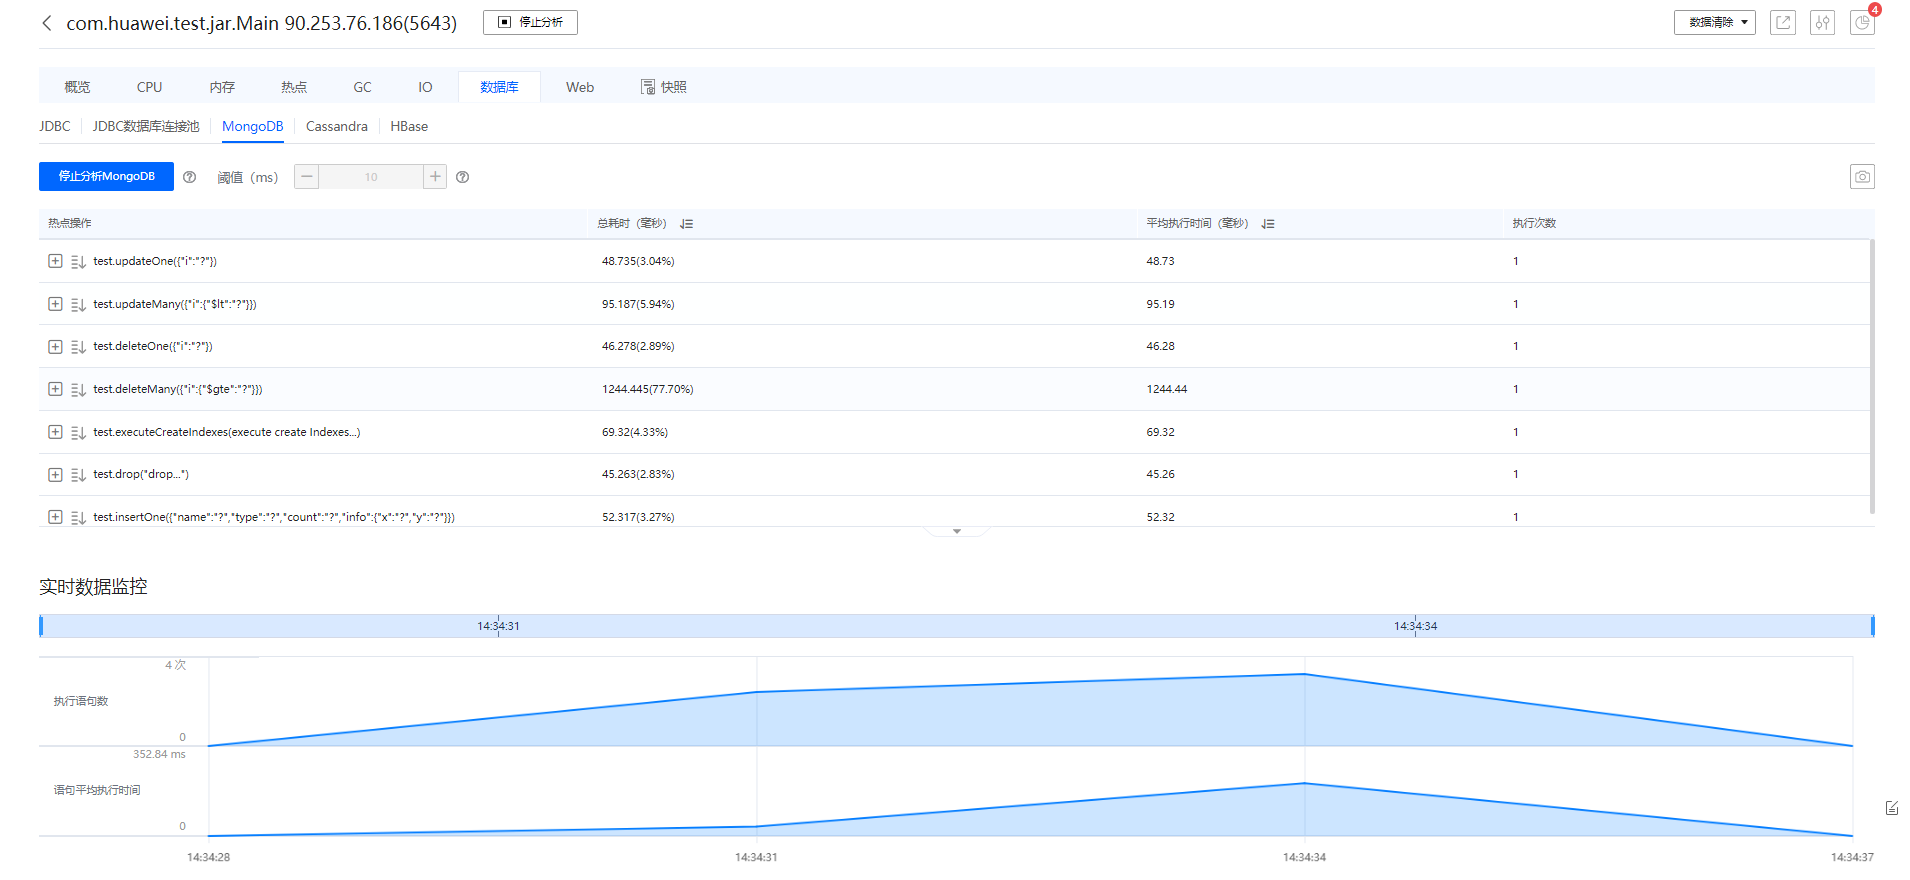 com.huawei.test.jar.Main 90.253.76.186(5643) 停止分析 数据清除 4
概览 CPU 内存 热点 GC IO 数据库 Web 快照
JDBC JDBC数据库连接池 MongoDB Cassandra HBase
停止分析MongoDB 阈值（ms） 10
热点操作 总耗时（毫秒） 平均执行时间（毫秒） 执行次数
test.updateOne({"i":"?"}) 48.735(3.04%) 48.73 1
test.updateMany({"i":{"$lt":"?"}}) 95.187(5.94%) 95.19 1
test.deleteOne({"i":"?"}) 46.278(2.89%) 46.28 1
test.deleteMany({"i":{"$gte":"?"}}) 1244.445(77.70%) 1244.44 1
test.executeCreateIndexes(execute create Indexes...) 69.32(4.33%) 69.32 1
test.drop("drop...") 45.263(2.83%) 45.26 1
test.insertOne({"name":"?","type":"?","count":"?","info":{"x":"?","y":"?"}}) 52.317(3.27%) 52.32 1
实时数据监控
14:34:31 14:34:34
4 次
执行语句数
0
352.84 ms
语句平均执行时间
0
14:34:28 14:34:31 14:34:34 14:34:37